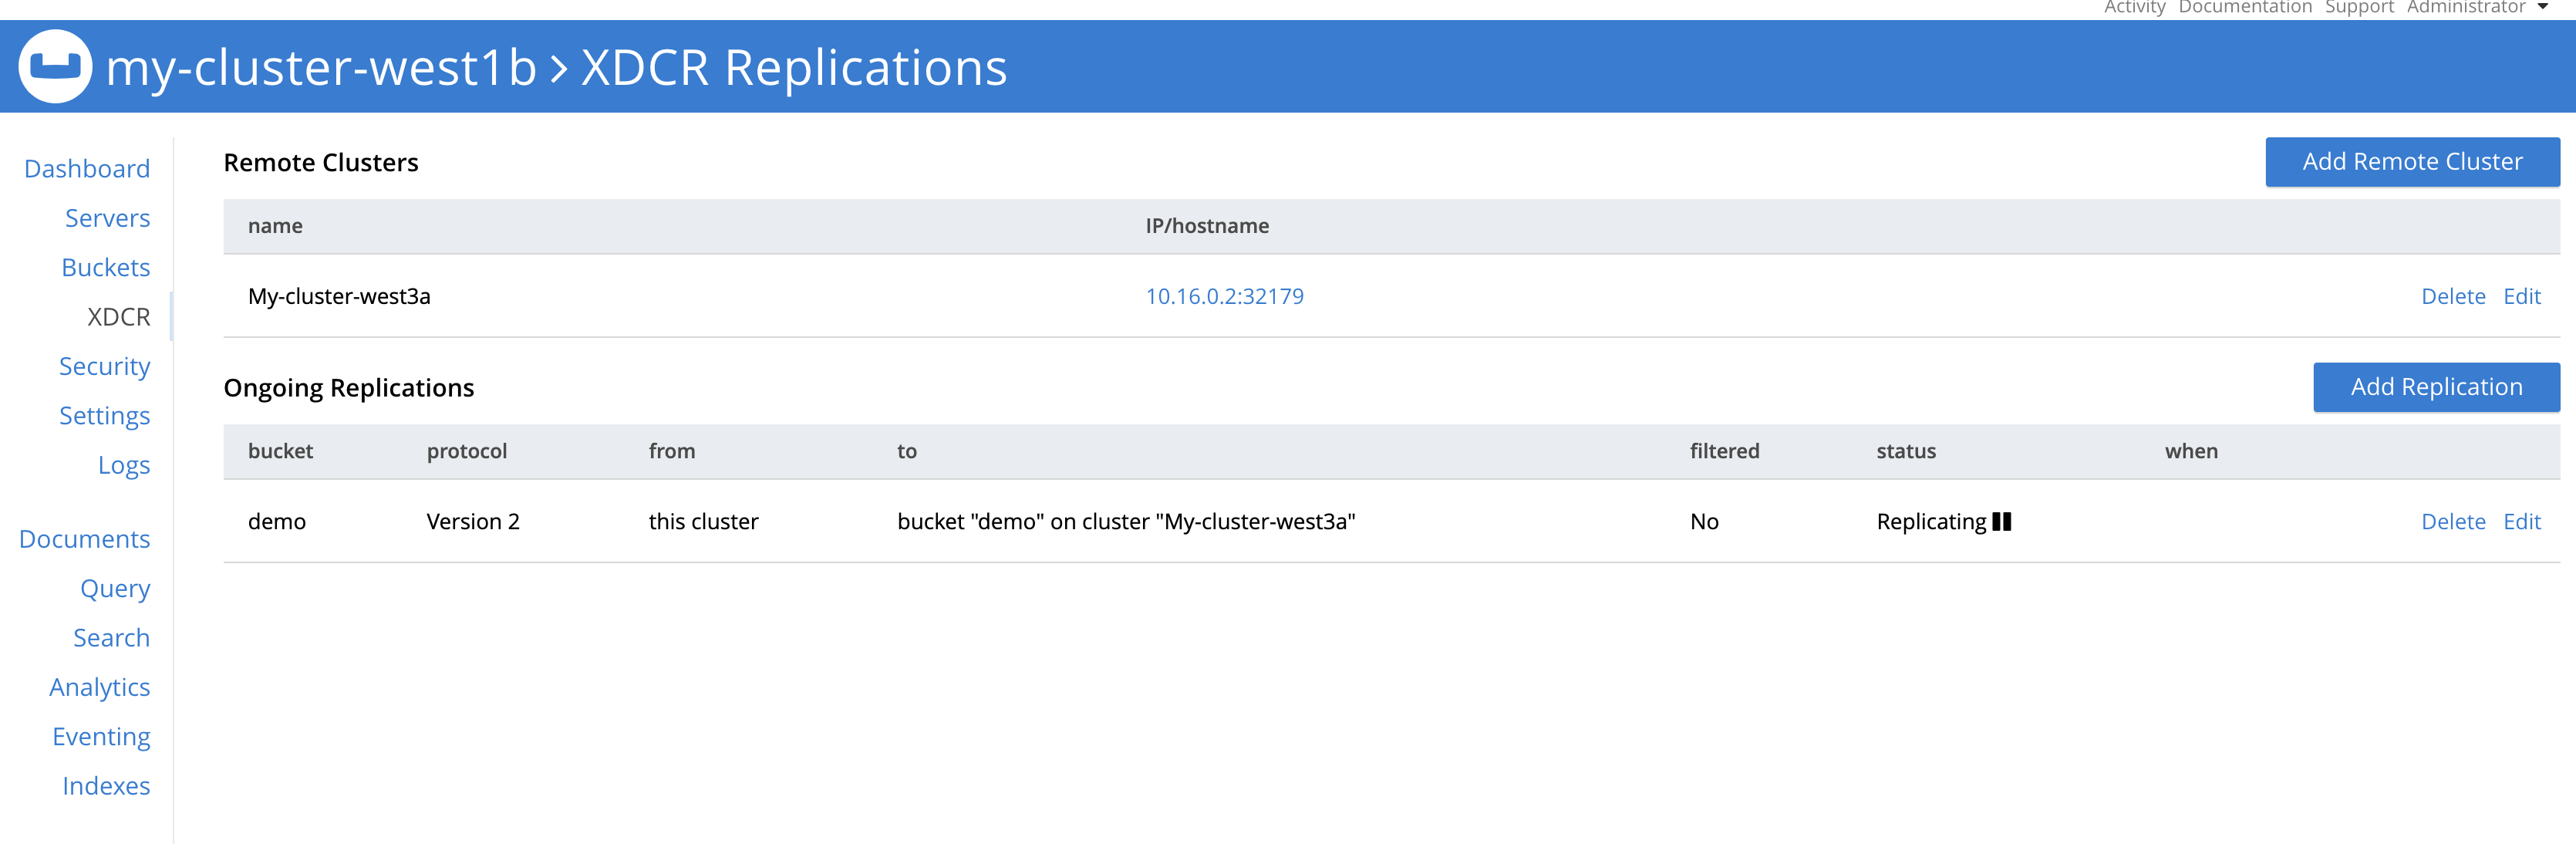 Activity Documentation Support Administrator
my-cluster-west1b > XDCR Replications
Dashboard
Servers
Buckets
XDCR
Security
Settings
Logs
Documents
Query
Search
Analytics
Eventing
Indexes
Remote Clusters
Add Remote Cluster
name IP/hostname
My-cluster-west3a 10.16.0.2:32179 Delete Edit
Ongoing Replications
Add Replication
bucket protocol from to filtered status when
demo Version 2 this cluster bucket "demo" on cluster "My-cluster-west3a" No Replicating Delete Edit